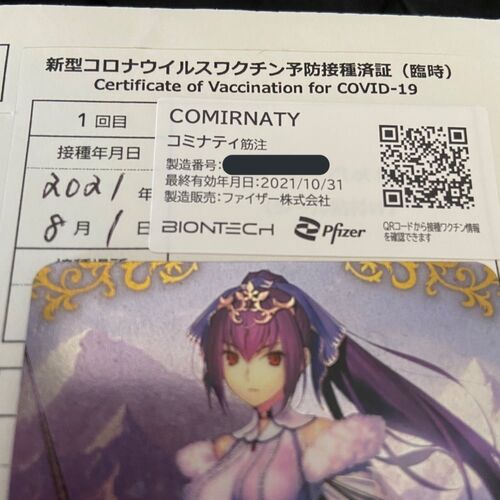 新型コロナウイルスワクチン予防接種済証（臨時）
Certificate of Vaccination for COVID-19
1回目
接種年月日
2021年
8月1日
COMIRNATY
コミナティ筋注
製造番号:
最終有効年月日:2021/10/31
製造販売:ファイザー株式会社
BIONTECH Pfizer
QRコードから接種ワクチン情報
を確認できます